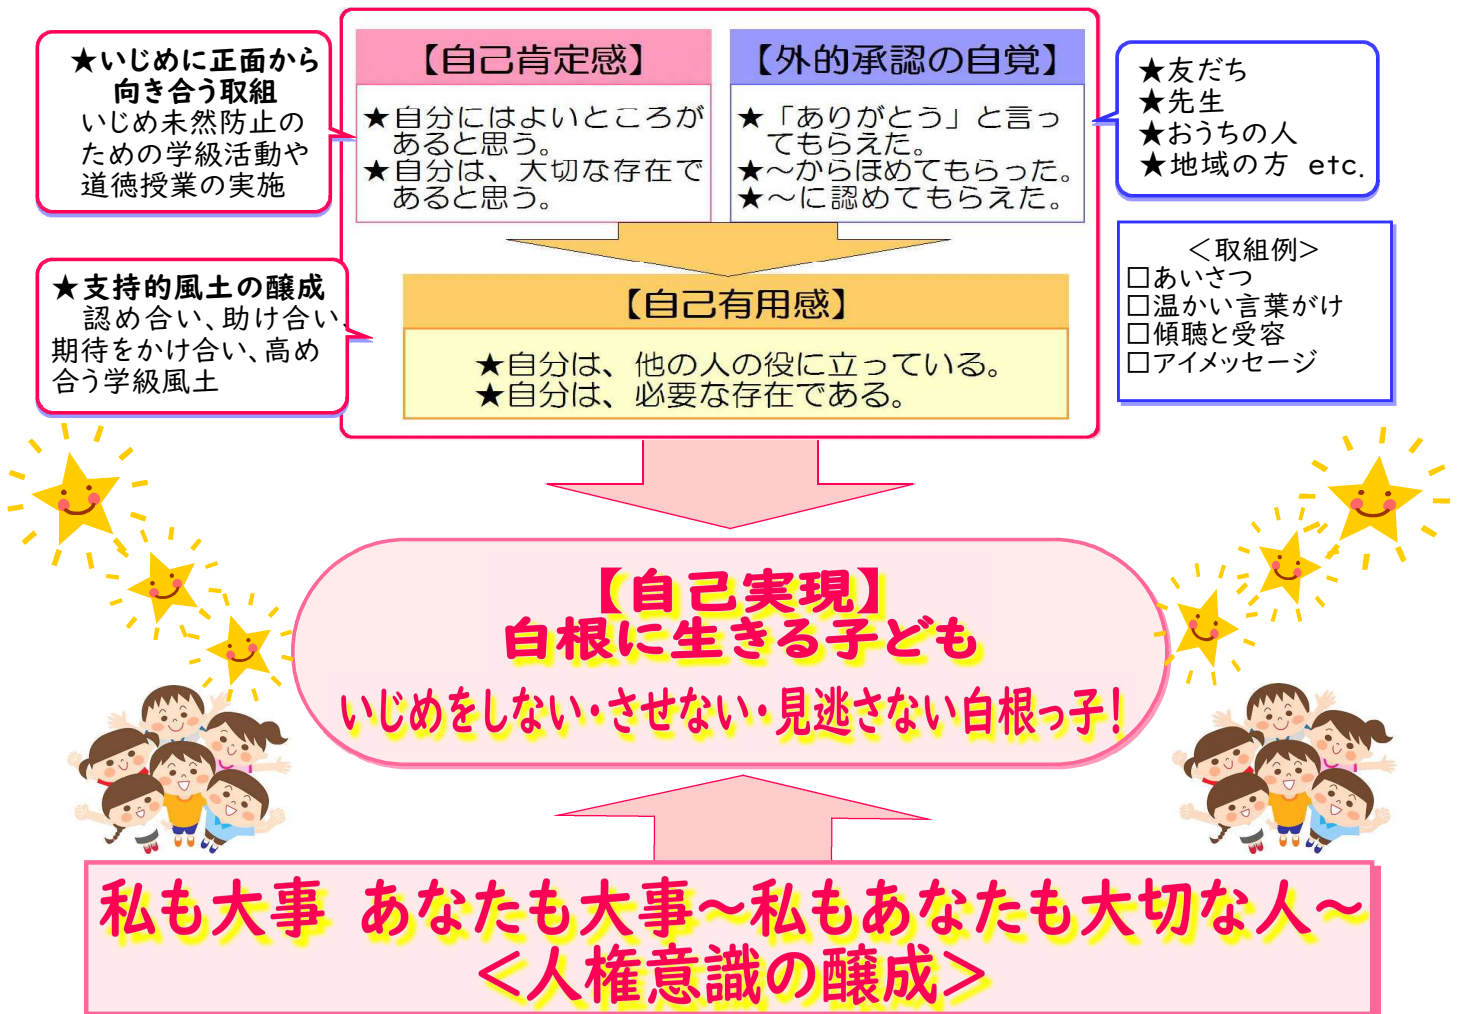 ★いじめに正面から
向き合う取組
いじめ未然防止の
ための学級活動や
道徳授業の実施
【自己肯定感】
★自分にはよいところが
あると思う。
★自分は、大切な存在で
あると思う。
【外的承認の自覚】
★「ありがとう」と言っ
てもらえた。
★～からほめてもらった。
★～に認めてもらえた。
★友だち
★先生
★おうちの人
★地域の方 etc.
＜取組例＞
□あいさつ
□温かい言葉がけ
□傾聴と受容
□アイメッセージ
★支持的風土の醸成
認め合い、助け合い、
期待をかけ合い、高め
合う学級風土
【自己有用感】
★自分は、他の人の役に立っている。
★自分は、必要な存在である。
【自己実現】
白根に生きる子ども
いじめをしない・させない・見逃さない白根っ子！
私も大事 あなたも大事～私もあなたも大切な人～
＜人権意識の醸成＞